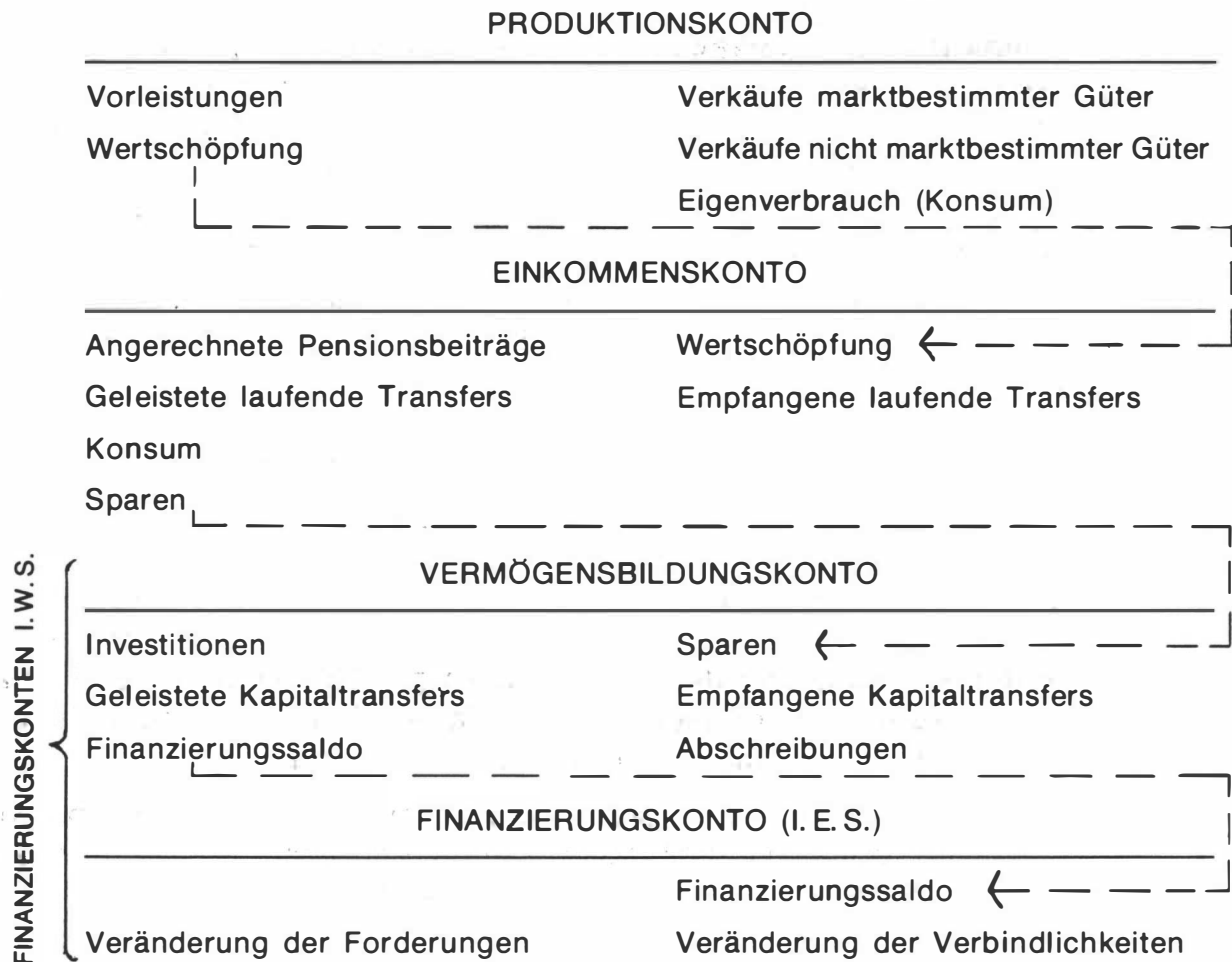 PRODUKTIONSKONTO
Vorleistungen Verkäufe marktbestimmter Güter
Wertschöpfung Verkäufe nicht marktbestimmter Güter
Eigenverbrauch (Konsum)
EINKOMMENSKONTO
Angerechnete Pensionsbeiträge Wertschöpfung
Geleistete laufende Transfers Empfangene laufende Transfers
Konsum
Sparen
FINANZIERUNGSKONTEN I.W.S.
VERMÖGENSBILDUNGSKONTO
Investitionen Sparen
Geleistete Kapitaltransfers Empfangene Kapitaltransfers
Finanzierungssaldo Abschreibungen
FINANZIERUNGSKONTO (I. E. S.)
Finanzierungssaldo
Veränderung der Forderungen Veränderung der Verbindlichkeiten